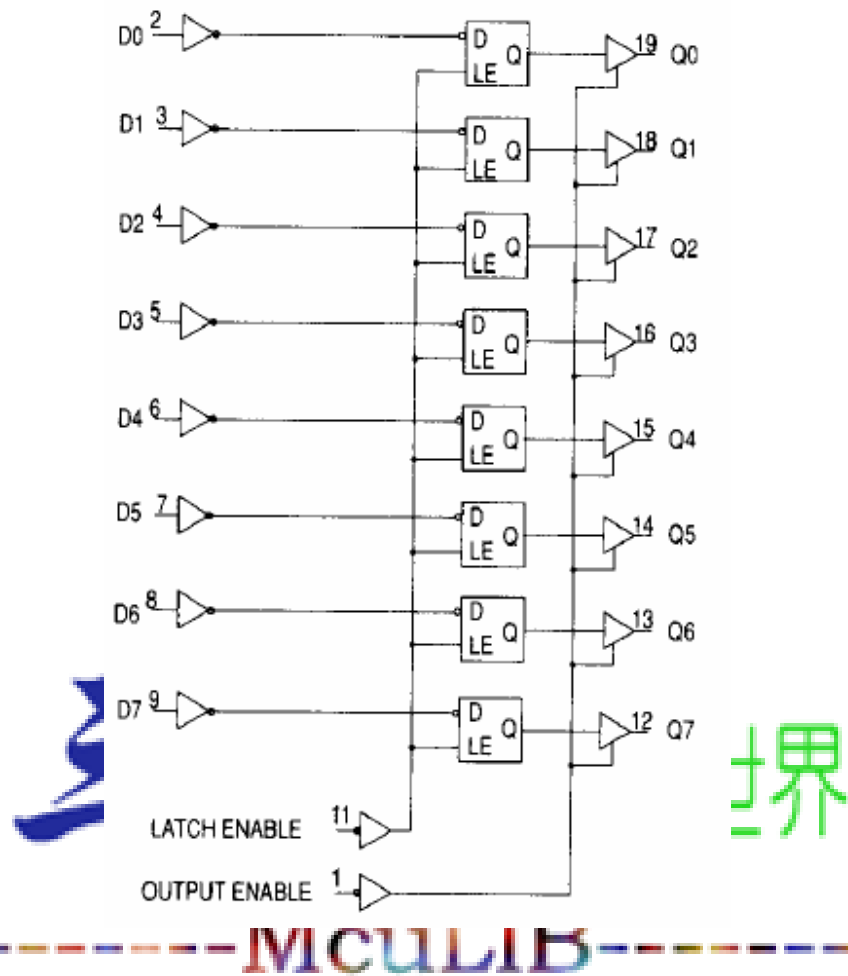 D0 2 D Q LE 19 Q0
D1 3 D Q LE 18 Q1
D2 4 D Q LE 17 Q2
D3 5 D Q LE 16 Q3
D4 6 D Q LE 15 Q4
D5 7 D Q LE 14 Q5
D6 8 D Q LE 13 Q6
D7 9 D Q LE 12 Q7
界
LATCH ENABLE 11
OUTPUT ENABLE 1
McuLIB